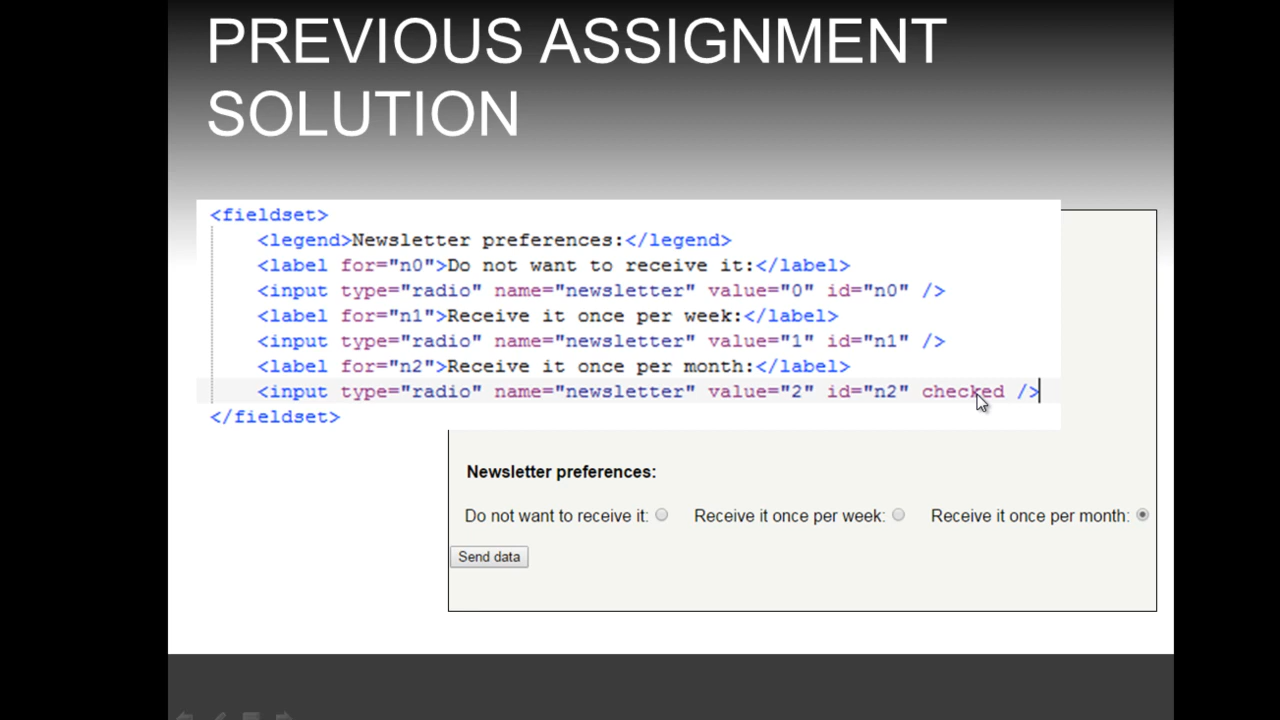 PREVIOUS ASSIGNMENT
SOLUTION
<fieldset>
<legend>Newsletter preferences:</legend>
<label for="n0">Do not want to receive it:</label>
<input type="radio" name="newsletter" value="0" id="n0" />
<label for="n1">Receive it once per week:</label>
<input type="radio" name="newsletter" value="1" id="n1" />
<label for="n2">Receive it once per month:</label>
<input type="radio" name="newsletter" value="2" id="n2" checked />
</fieldset>
Newsletter preferences:
Do not want to receive it: Receive it once per week: Receive it once per month:
Send data